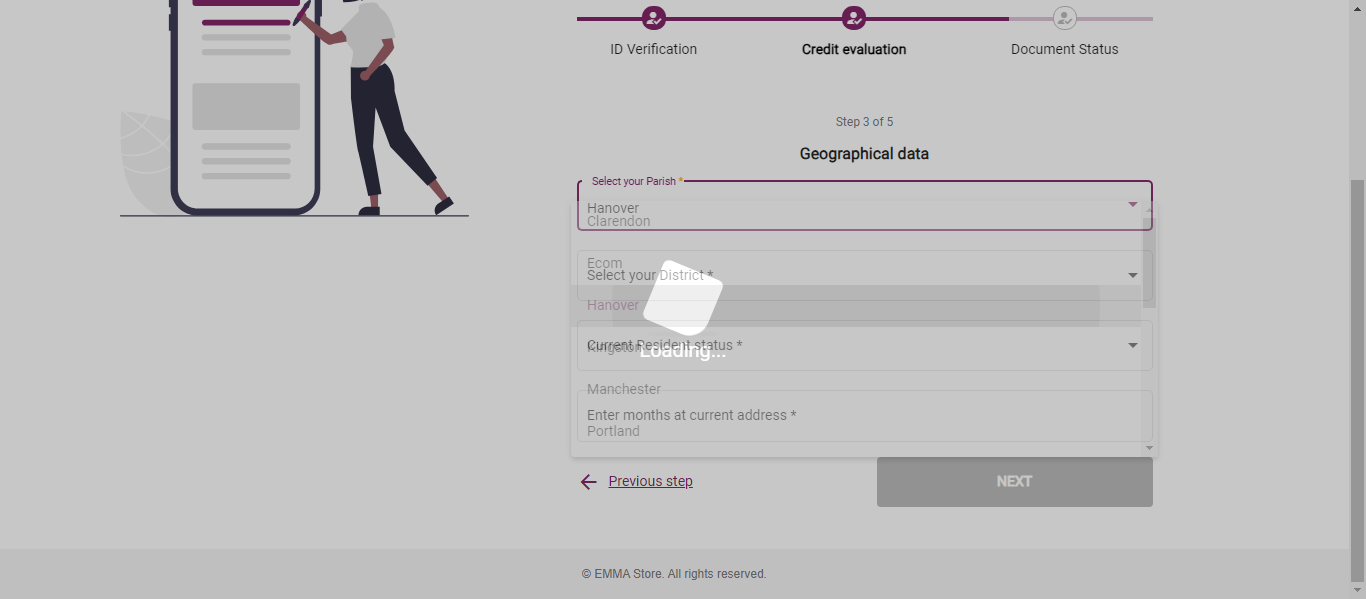 ID Verification
Credit evaluation
Document Status
Step 3 of 5
Geographical data
Select your Parish *
Hanover
Clarendon
Ecom
Select your District *
Hanover
Current Resident status *
Kingston
Loading...
Manchester
Enter months at current address *
Portland
Previous step
NEXT
© EMMA Store. All rights reserved.